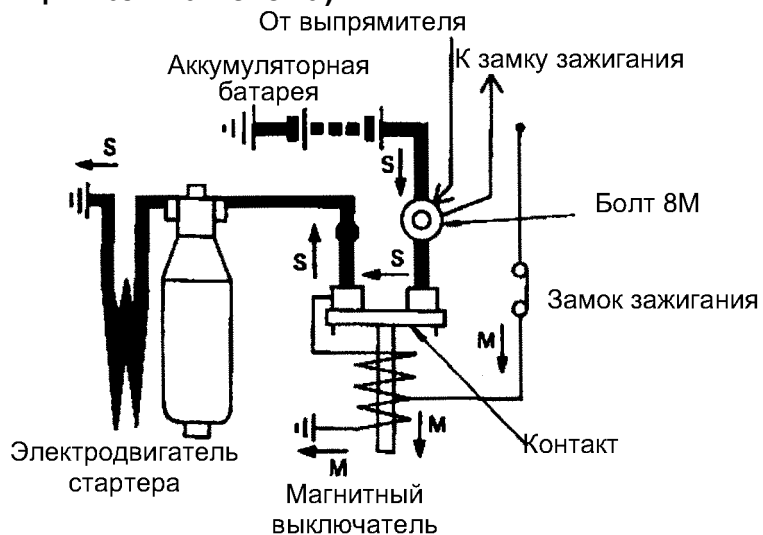 От выпрямителя
К замку зажигания
Аккумуляторная
батарея
S
S
Болт 8М
S
S
Замок зажигания
М
М
М
Контакт
Электродвигатель
стартера
Магнитный
выключатель